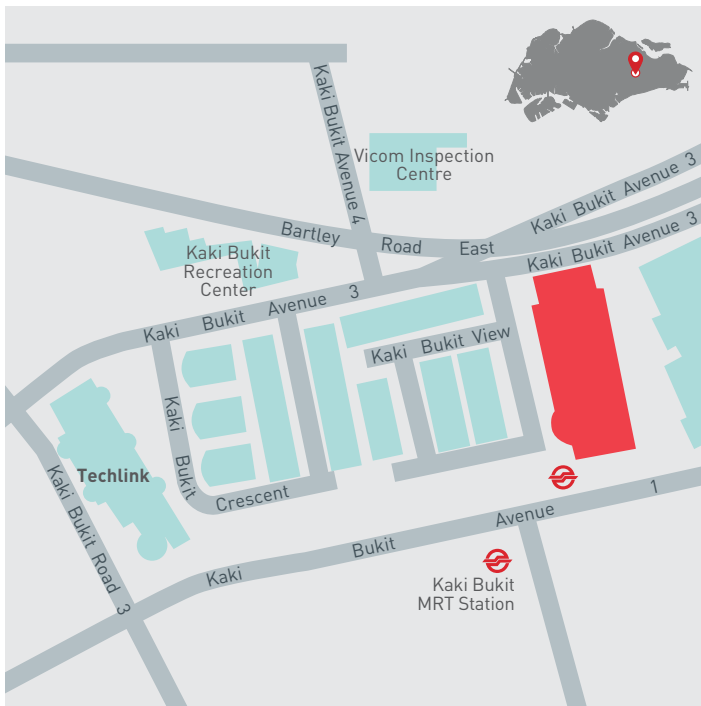 Kaki Bukit Avenue 4
Vicom Inspection
Centre
Kaki Bukit Avenue 3
Bartley Road East
Kaki Bukit Avenue 3
Kaki Bukit
Recreation
Center
Kaki Bukit Avenue 3
Kaki Bukit View
Kaki Bukit Crescent
Techlink
Kaki Bukit Road 3
Kaki Bukit Avenue 1
Kaki Bukit
MRT Station